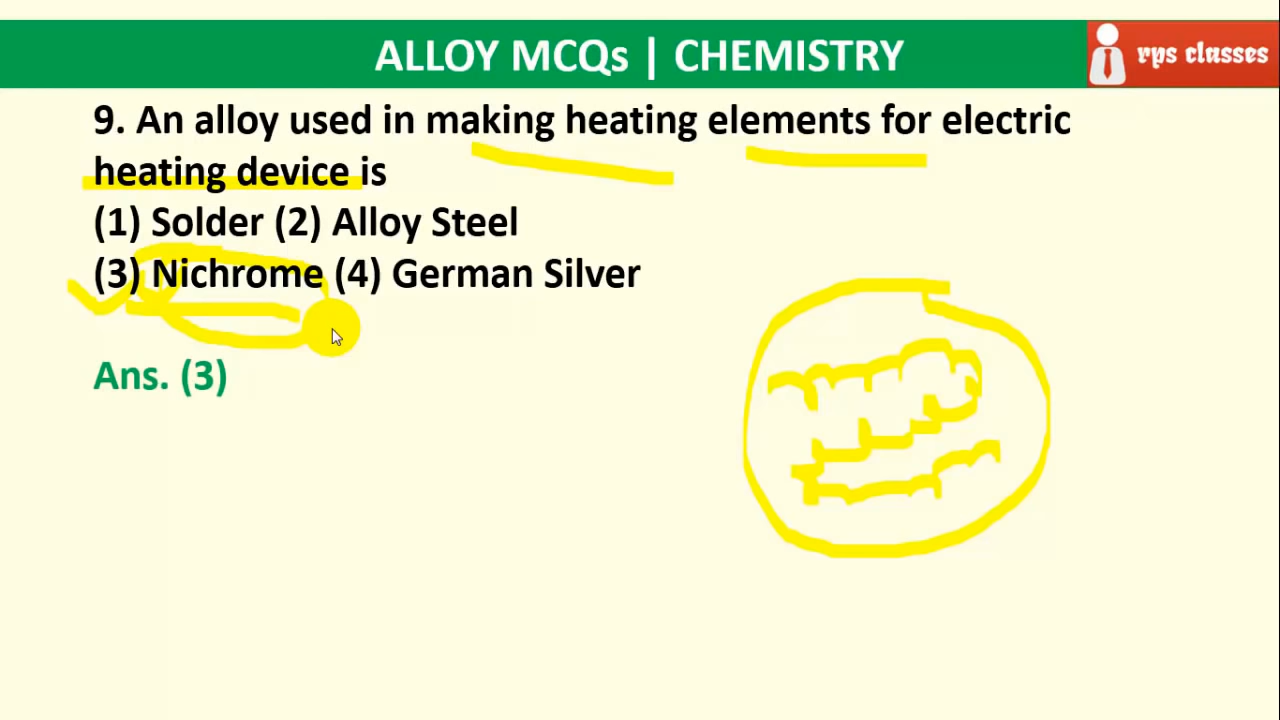 ALLOY MCQs | CHEMISTRY
rps classes
9. An alloy used in making heating elements for electric
heating device is
(1) Solder (2) Alloy Steel
(3) Nichrome (4) German Silver
Ans. (3)